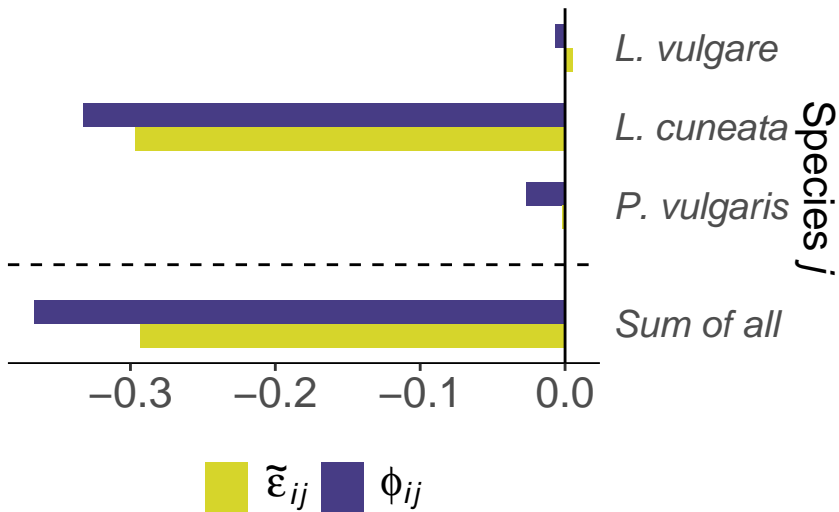 L. vulgare
L. cuneata
P. vulgaris
Sum of all
Species j
−0.3 −0.2 −0.1 0.0
ε̃ij ϕij